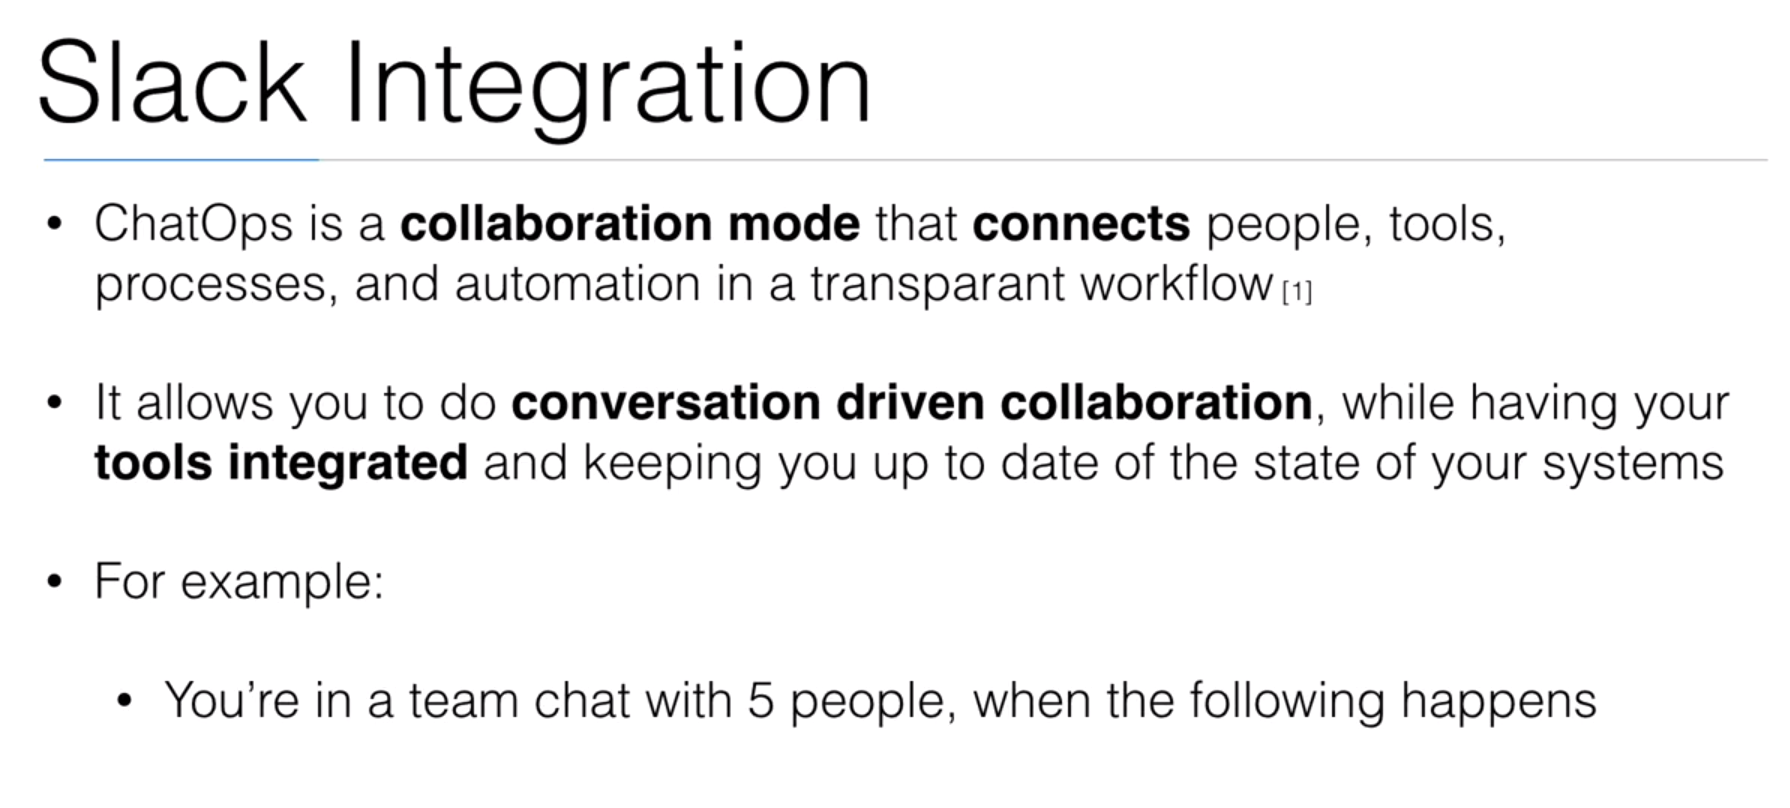 Slack Integration
• ChatOps is a collaboration mode that connects people, tools,
processes, and automation in a transparant workflow [1]
• It allows you to do conversation driven collaboration, while having your
tools integrated and keeping you up to date of the state of your systems
• For example:
• You’re in a team chat with 5 people, when the following happens